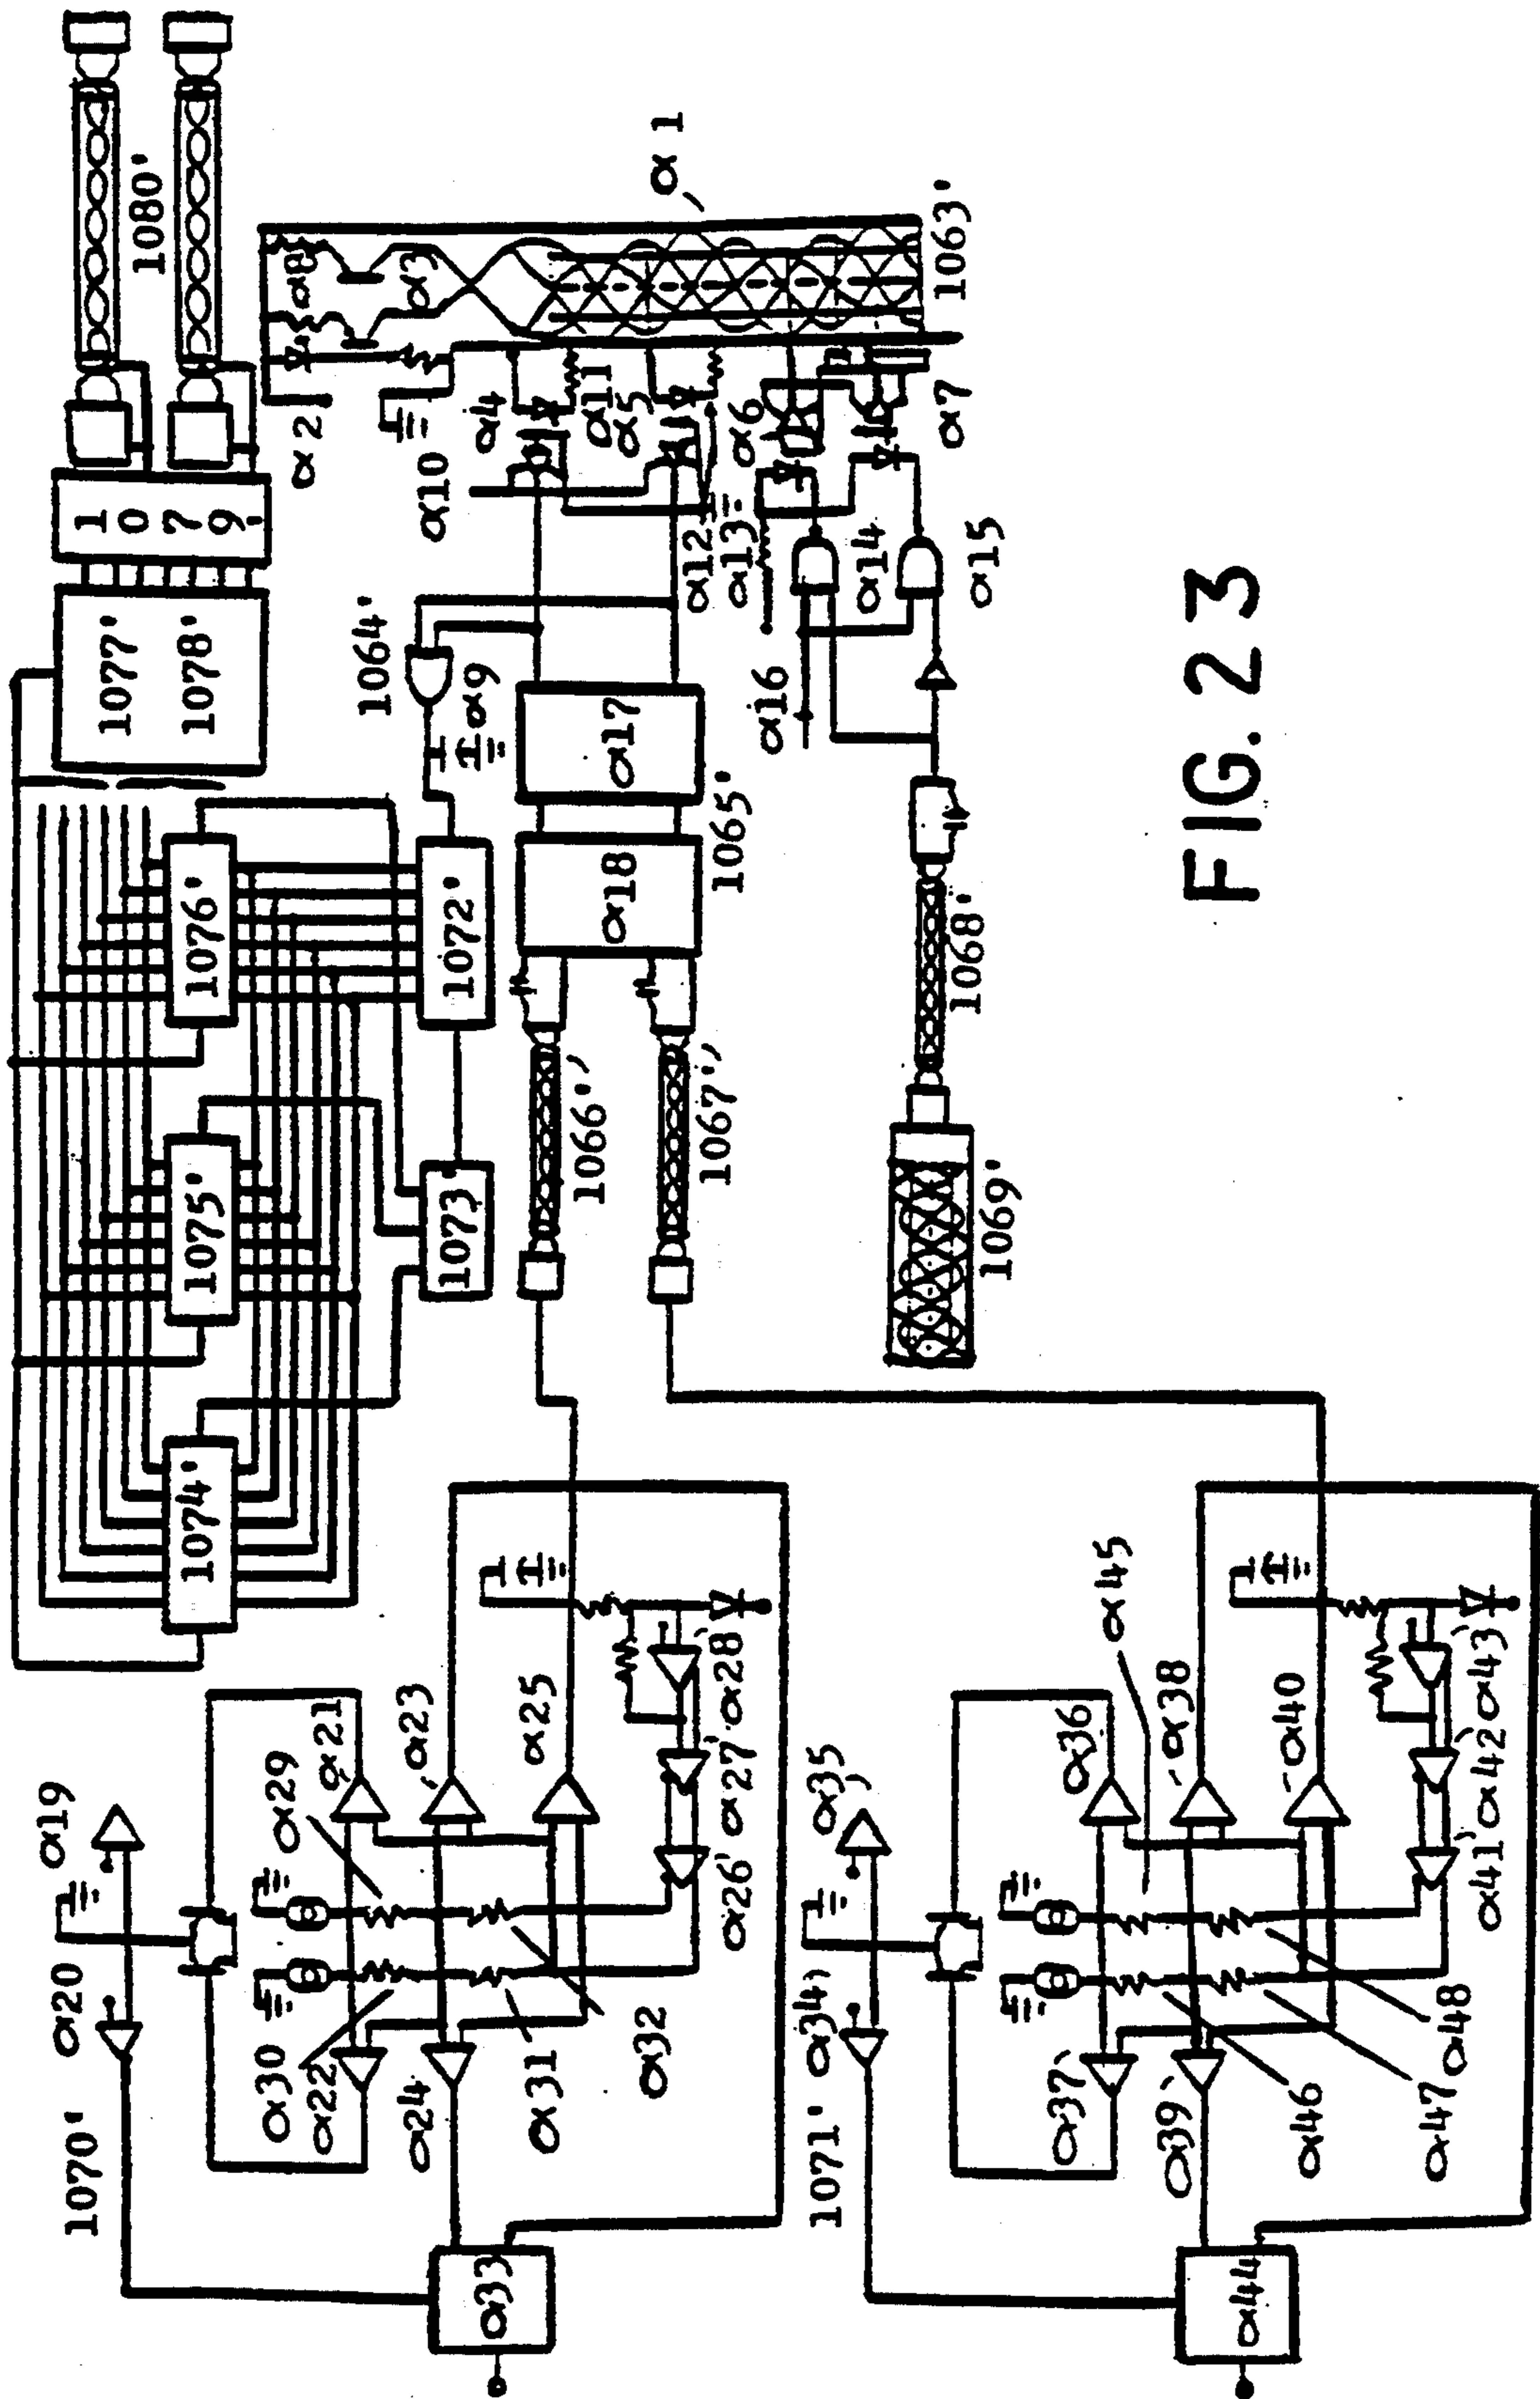 1070'
α20
α19
1074'
1075'
1076'
1077'
1078'
1079'
1080'
α30
α22
α29
α21
α24
α23
α31
α32
α25
α33
α26'
α27'
α28'
1073'
1072'
1064'
α9
α10
α2
α8
α3
α1
α4
α11
α5
α6
α7
α12
α13
α14
α15
α16
α17
α18
1065'
1066'
1067'
1068'
1069'
1063'
1071'
α34
α35
α37
α36
α45
α39
α38
α46
α47
α48
α40
α41'
α42'
α43'
α44
FIG. 23